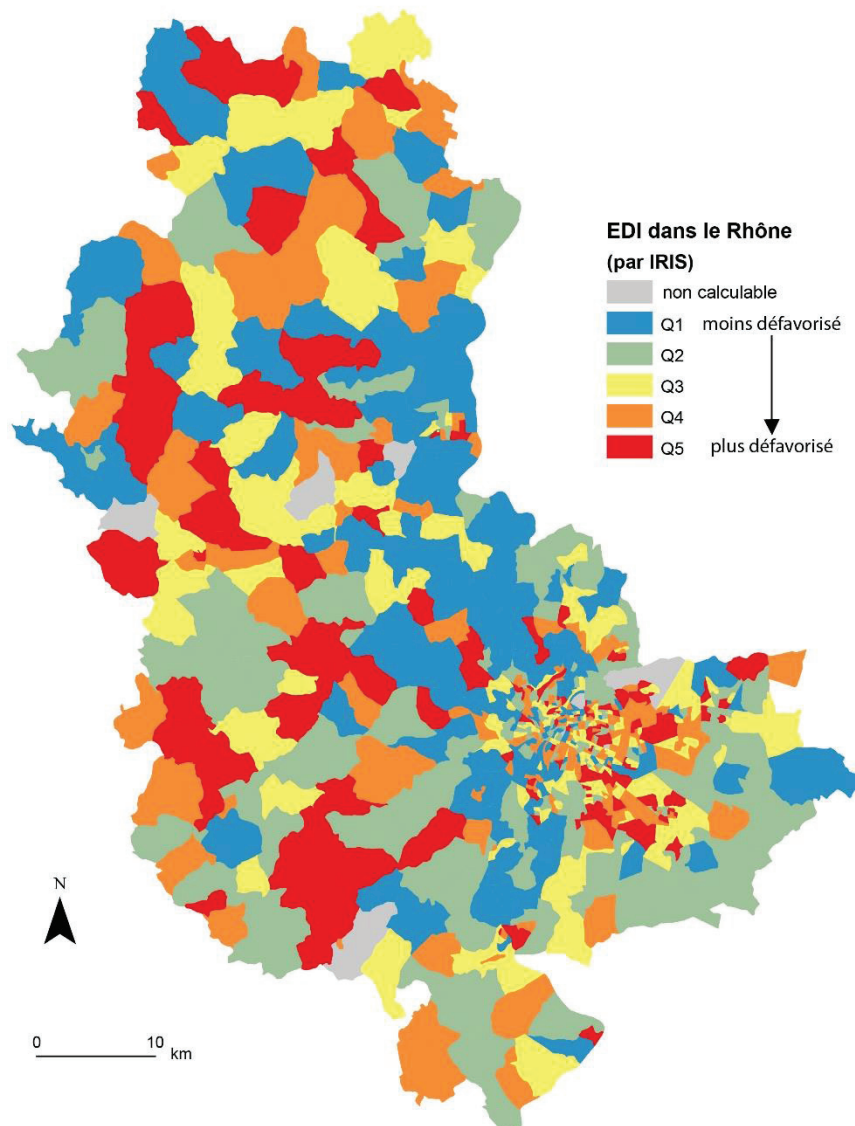 EDI dans le Rhône
(par IRIS)
non calculable
Q1 moins défavorisé
Q2
Q3
Q4
Q5 plus défavorisé
N
0 10
km